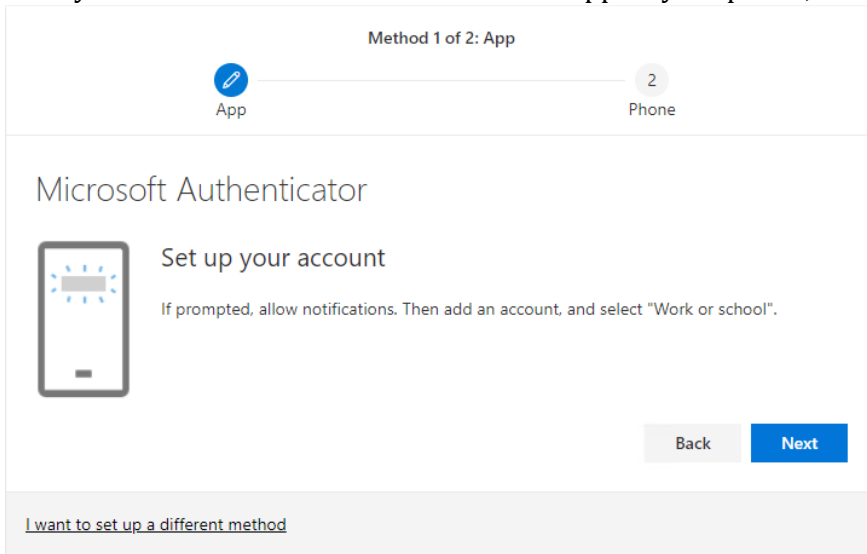 Method 1 of 2: App
2
App
Phone
Microsoft Authenticator
Set up your account
If prompted, allow notifications. Then add an account, and select "Work or school".
Back
Next
I want to set up a different method